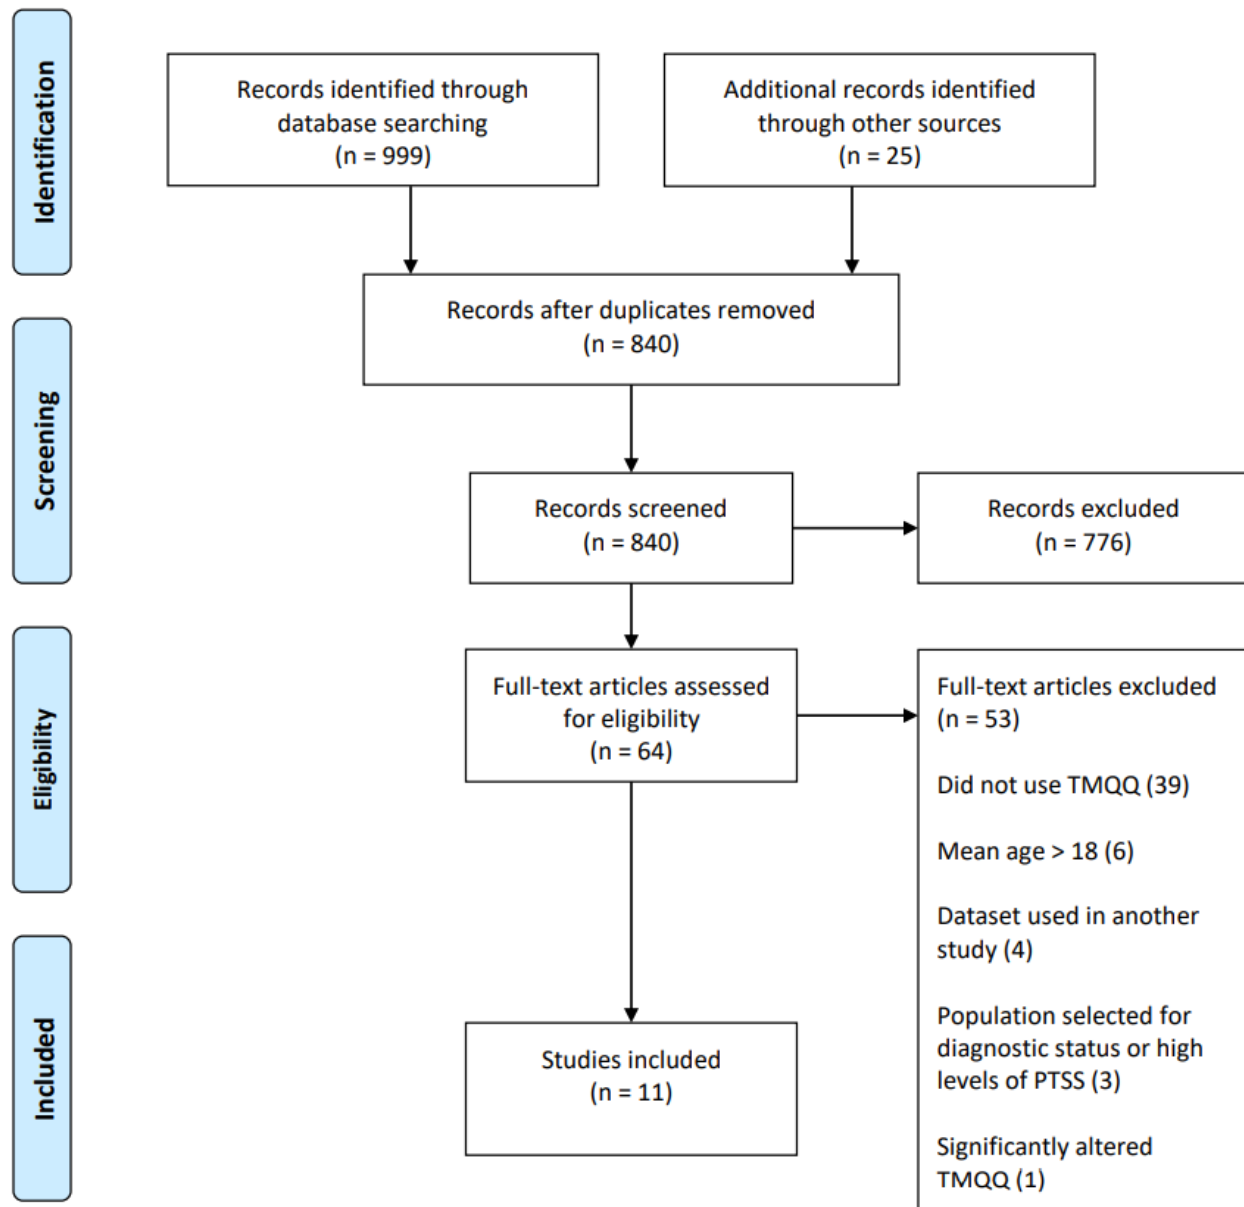 Identification
Records identified through
database searching
(n = 999)
Additional records identified
through other sources
(n = 25)
Records after duplicates removed
(n = 840)
Screening
Records screened
(n = 840)
Records excluded
(n = 776)
Eligibility
Full-text articles assessed
for eligibility
(n = 64)
Full-text articles excluded
(n = 53)
Did not use TMQQ (39)
Mean age > 18 (6)
Dataset used in another
study (4)
Population selected for
diagnostic status or high
levels of PTSS (3)
Significantly altered
TMQQ (1)
Included
Studies included
(n = 11)